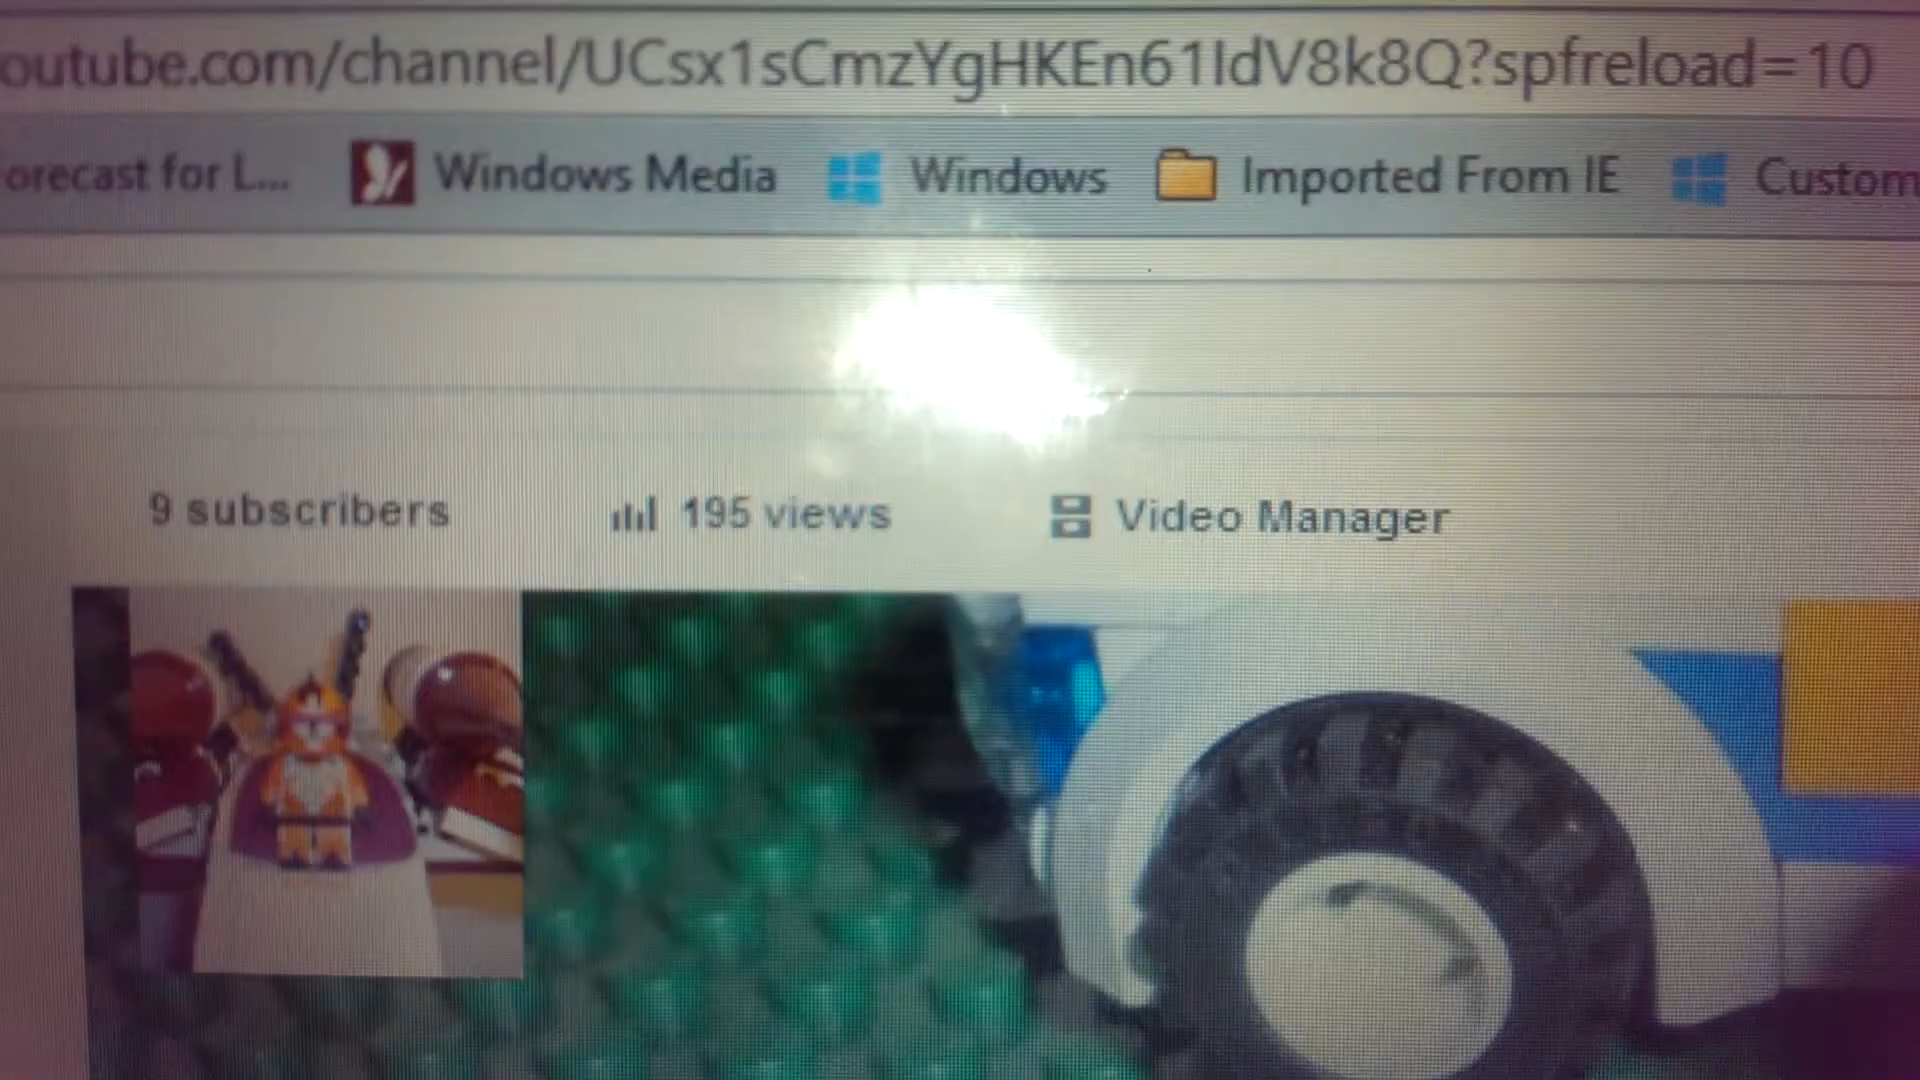 outube.com/channel/UCsx1sCmzYgHKEn61IdV8k8Q?spfreload=10
orecast for L... Windows Media Windows Imported From IE Custom
9 subscribers 195 views Video Manager